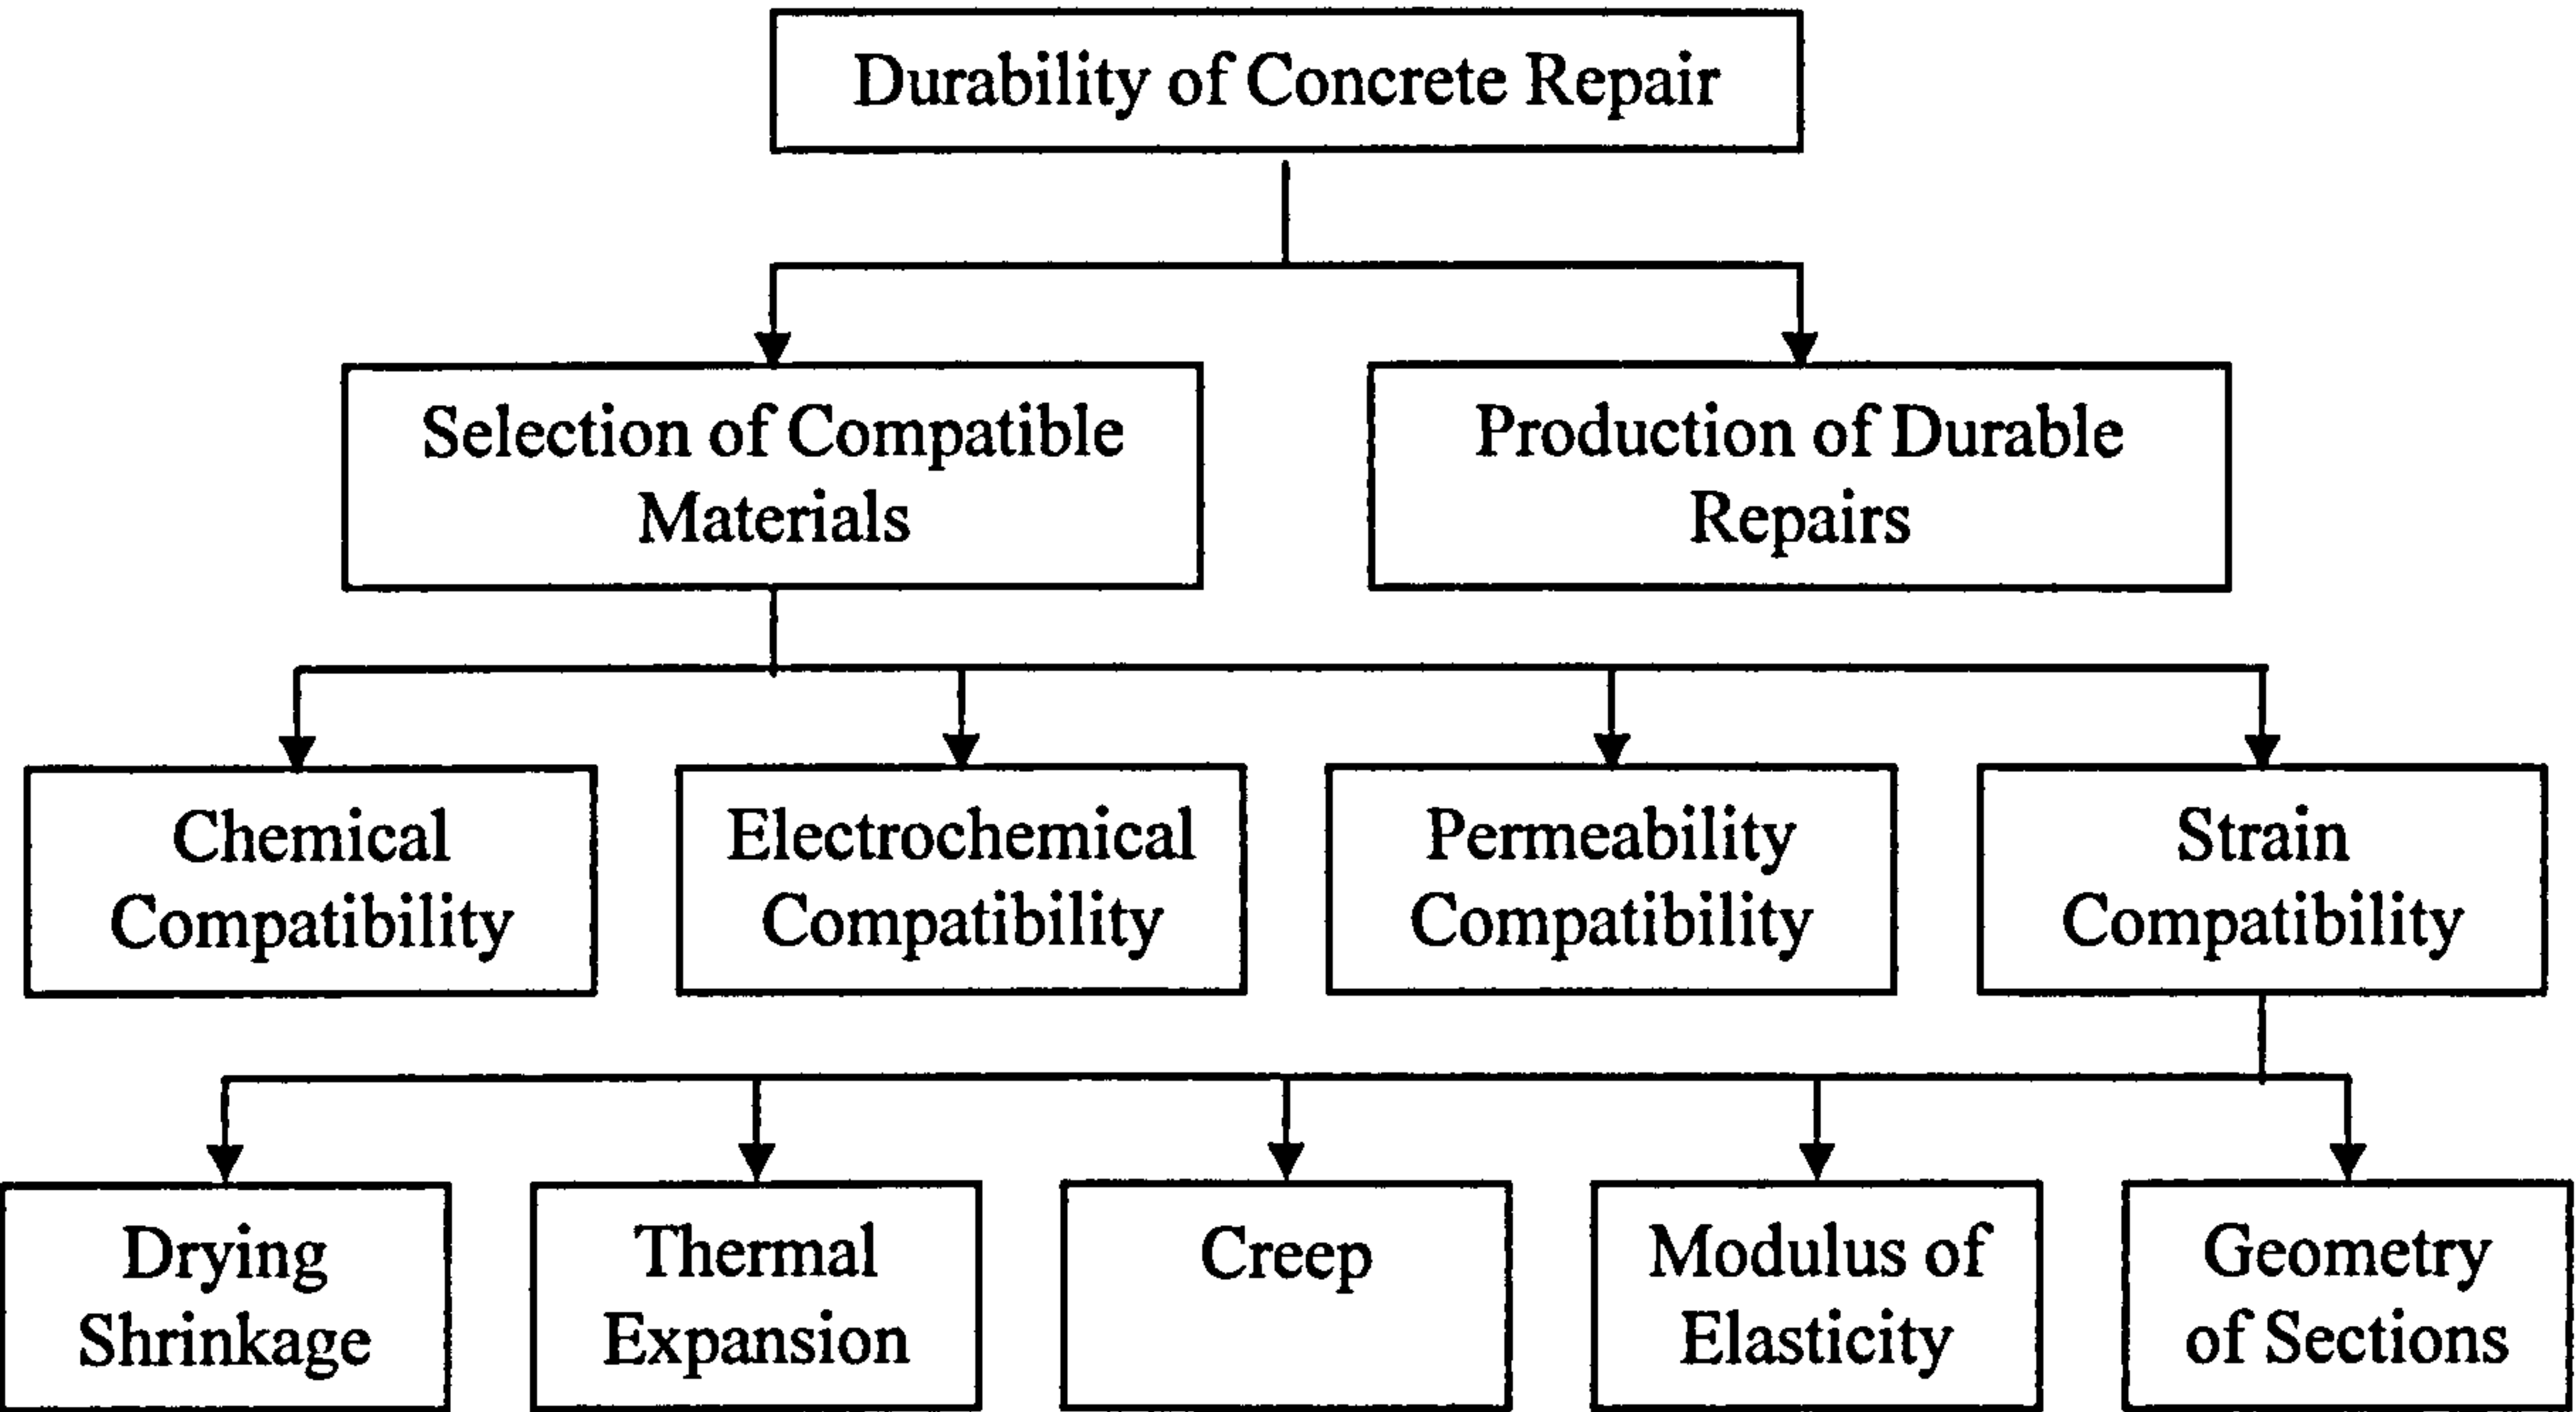 Durability of Concrete Repair
Selection of Compatible
Materials
Production of Durable
Repairs
Chemical
Compatibility
Electrochemical
Compatibility
Permeability
Compatibility
Strain
Compatibility
Drying
Shrinkage
Thermal
Expansion
Creep
Modulus of
Elasticity
Geometry
of Sections